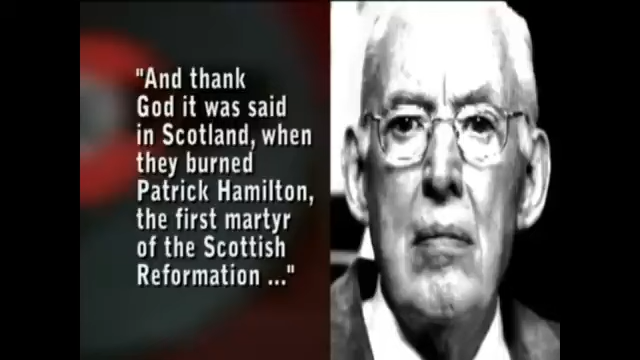 "And thank
God it was said
in Scotland, when
they burned
Patrick Hamilton,
the first martyr
of the Scottish
Reformation ..."